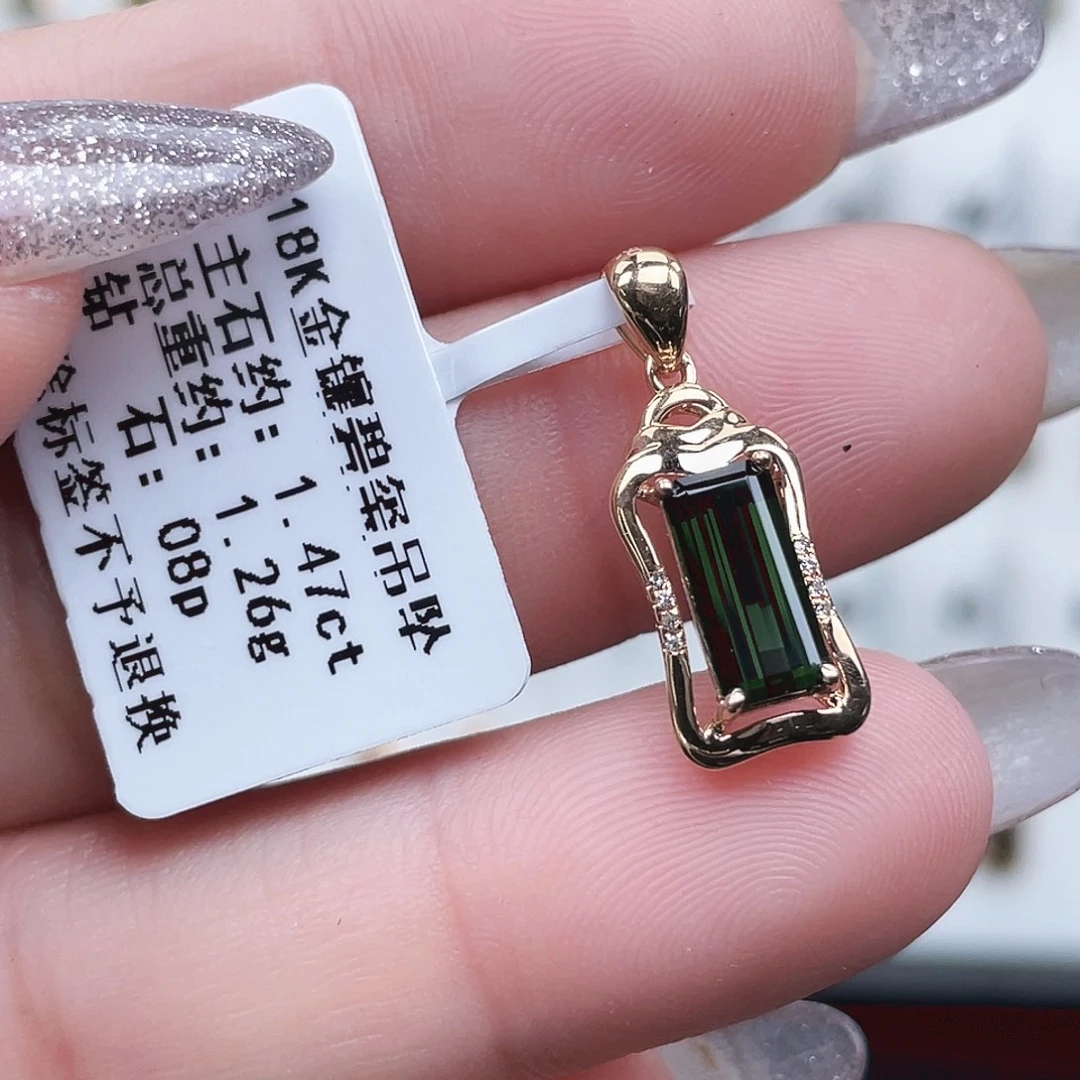 18K金镶碧玺吊坠
主石约: 1.47ct
总重约: 1.26g
钻石: 08p
标签不予退换